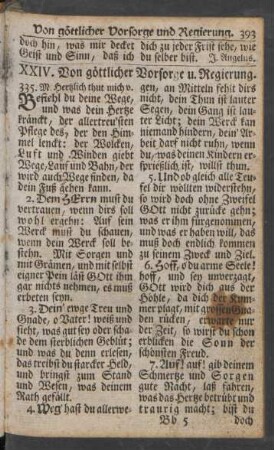 Von göttlicher Vorsorge und Regierung. 393
doch hin, was mir decket
Geist und Sinn, daß ich
dich zu jeder Frist sehe, wie
du selber bist. J. Angelus.
XXIV. Von göttlicher Vorsorge u. Regierung.
335. M. Hertzlich thut mich v.
Befiehl du deine Wege,
und was dein Hertz
kränckt, der allertreusten
Pflege des, der den Him-
mel lenckt: der Wolcken,
Luft und Winden giebt
Wege, Lauf und Bahn, der
wird auch Wege finden, da
dein Fuß gehen kann.
2. Dem HErrn must du
vertrauen, wenn dirs soll
wohl ergehn: Auf sein
Werck must du schauen,
wenn dein Werck soll be-
stehn. Mit Sorgen und
mit Grämen, und mit selbst
eigner Pein läst GOtt ihm
gar nichts nehmen, es muß
erbeten seyn.
3. Dein' ewge Treu und
Gnade, o Vater! weiß und
sieht, was gut sey oder scha-
de dem sterblichen Geblüt;
und was du denn erlesen,
das treibst du starcker Held,
und bringst zum Stand
und Wesen, was deinem
Rath gefällt.
4. Weg' hast du allerwe-
gen, an Mitteln fehlt dirs
nicht, dein Thun ist lauter
Segen, dein Gang ist lauter
Licht; dein Werck kan
niemand hindern, dein Ar-
beit darf nicht ruhn, wenn
du, was deinen Kindern er-
sprießlich, ist, wilt thun.
5. Und ob gleich alle Teu-
fel dir wollten widerstehn,
so wird doch ohne Zweifel
GOtt nicht zurücke gehn;
was er ihm fürgenommen,
und was er haben will, das
muß doch endlich kommen
zu seinem Zweck und Ziel.
6. Hoff, o du arme Seele!
hoff, und sey unverzagt,
GOtt wird dich aus der
Höhle, da dich der Kum-
mer plagt, mit grossen Gna-
den rücken; erwarte nur
der Zeit, so wirst du schon
erblicken die Sonn der
schönsten Freud.
7. Auf! auf! gib deinem
Schmertze und Sorgen
gute Nacht, laß fahren,
was das Hertze betrübt und
traurig macht; bist du
Bb 5 doch